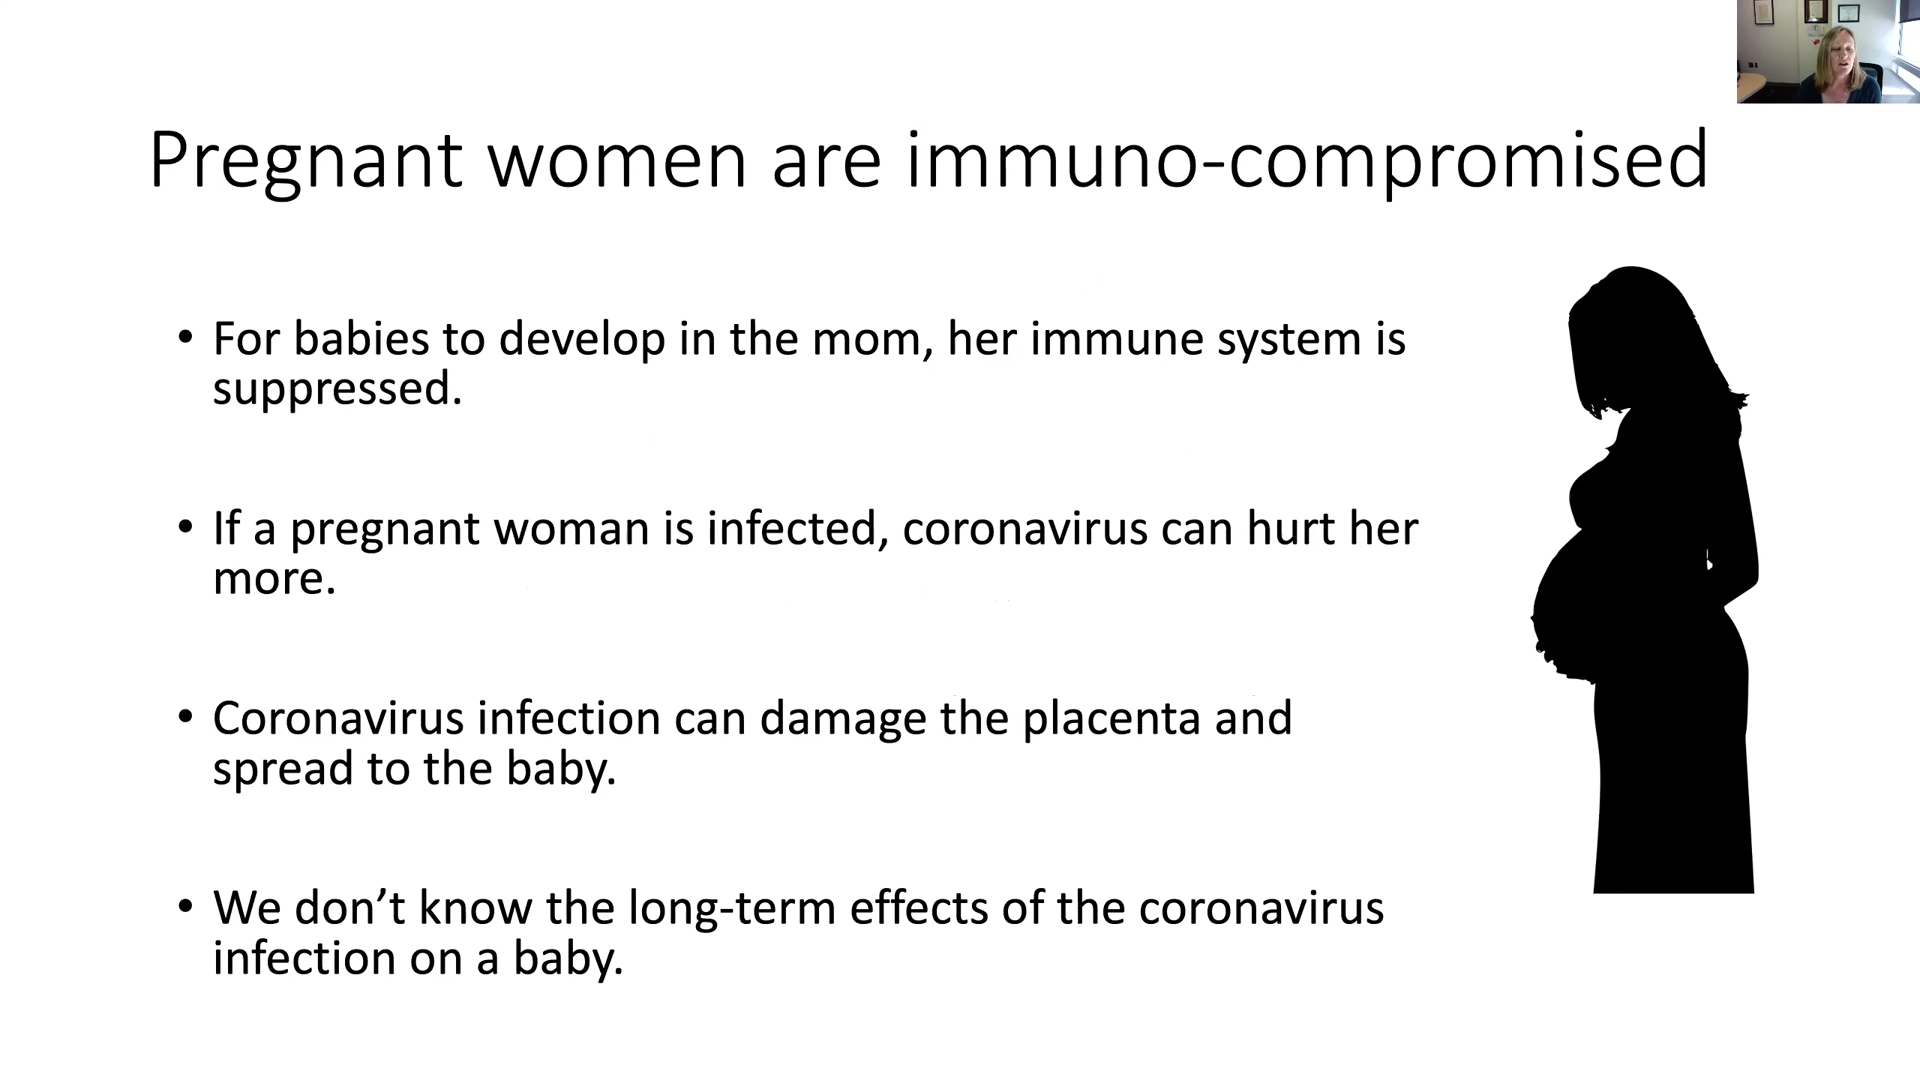 Pregnant women are immuno-compromised
• For babies to develop in the mom, her immune system is
suppressed.
• If a pregnant woman is infected, coronavirus can hurt her
more.
• Coronavirus infection can damage the placenta and
spread to the baby.
• We don’t know the long-term effects of the coronavirus
infection on a baby.